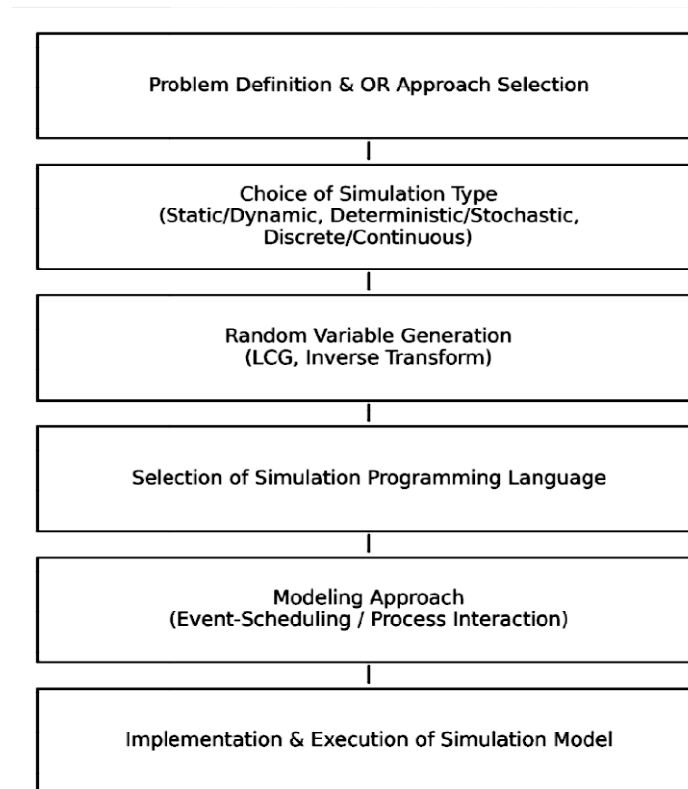 Problem Definition & OR Approach Selection
Choice of Simulation Type
(Static/Dynamic, Deterministic/Stochastic,
Discrete/Continuous)
Random Variable Generation
(LCG, Inverse Transform)
Selection of Simulation Programming Language
Modeling Approach
(Event-Scheduling / Process Interaction)
Implementation & Execution of Simulation Model